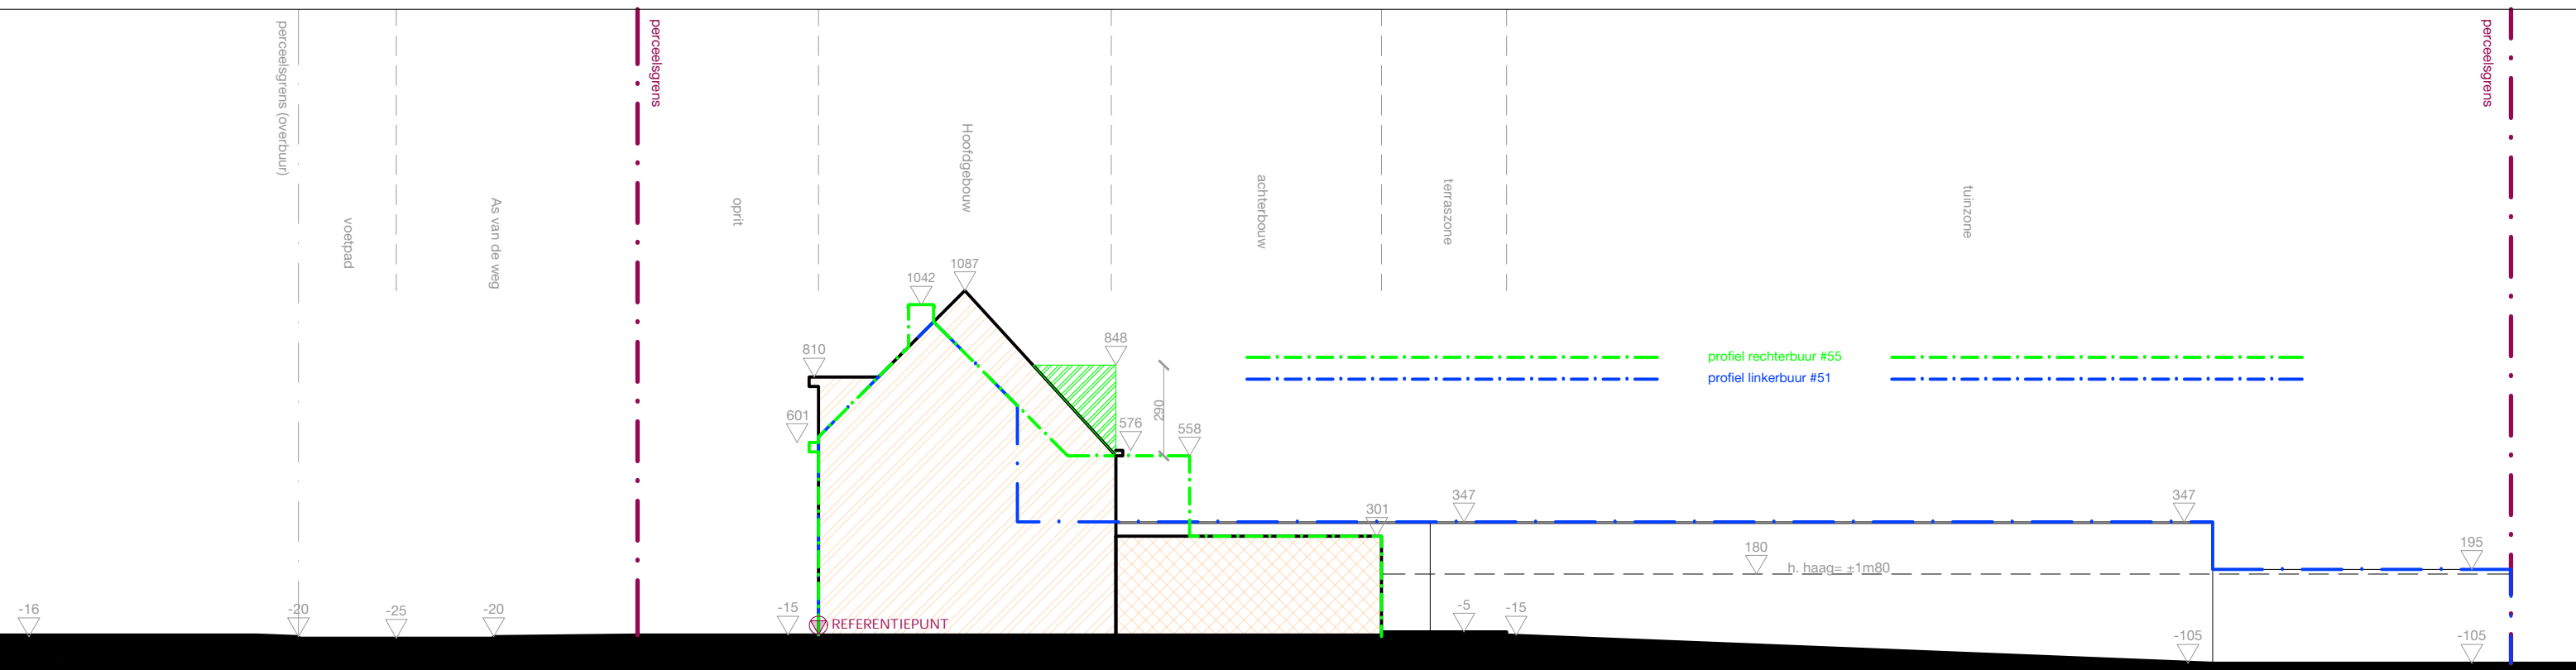 perceelsgrens (overbuur)
voetpad
As van de weg
perceelsgrens
oprit
Hoofdgebouw
achterbouw
terraszone
tuinzone
perceelsgrens
1087
1042
848
810
profiel rechterbuur #55
profiel linkerbuur #51
290
601
576
558
347
347
301
180
h. haag= ±1m80
195
-16
-20
-25
-20
-15
REFERENTIEPUNT
-5
-15
-105
-105